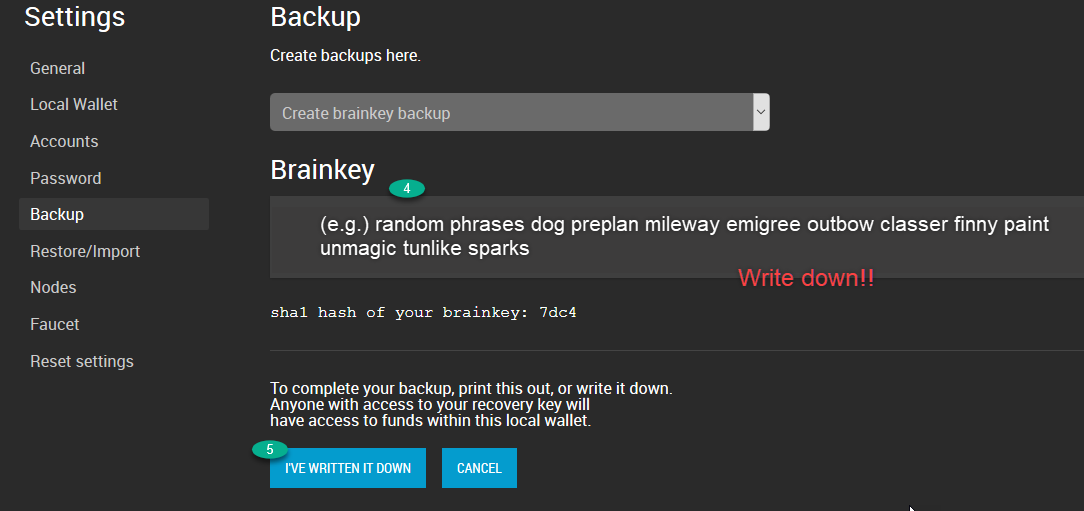 Settings
General
Local Wallet
Accounts
Password
Backup
Restore/Import
Nodes
Faucet
Reset settings
Backup
Create backups here.
Create brainkey backup
Brainkey
4
(e.g.) random phrases dog preplan mileway emigree outbow classer finny paint
unmagic tunlike sparks
Write down!!
sha1 hash of your brainkey: 7dc4
To complete your backup, print this out, or write it down.
Anyone with access to your recovery key will
have access to funds within this local wallet.
5
I'VE WRITTEN IT DOWN
CANCEL